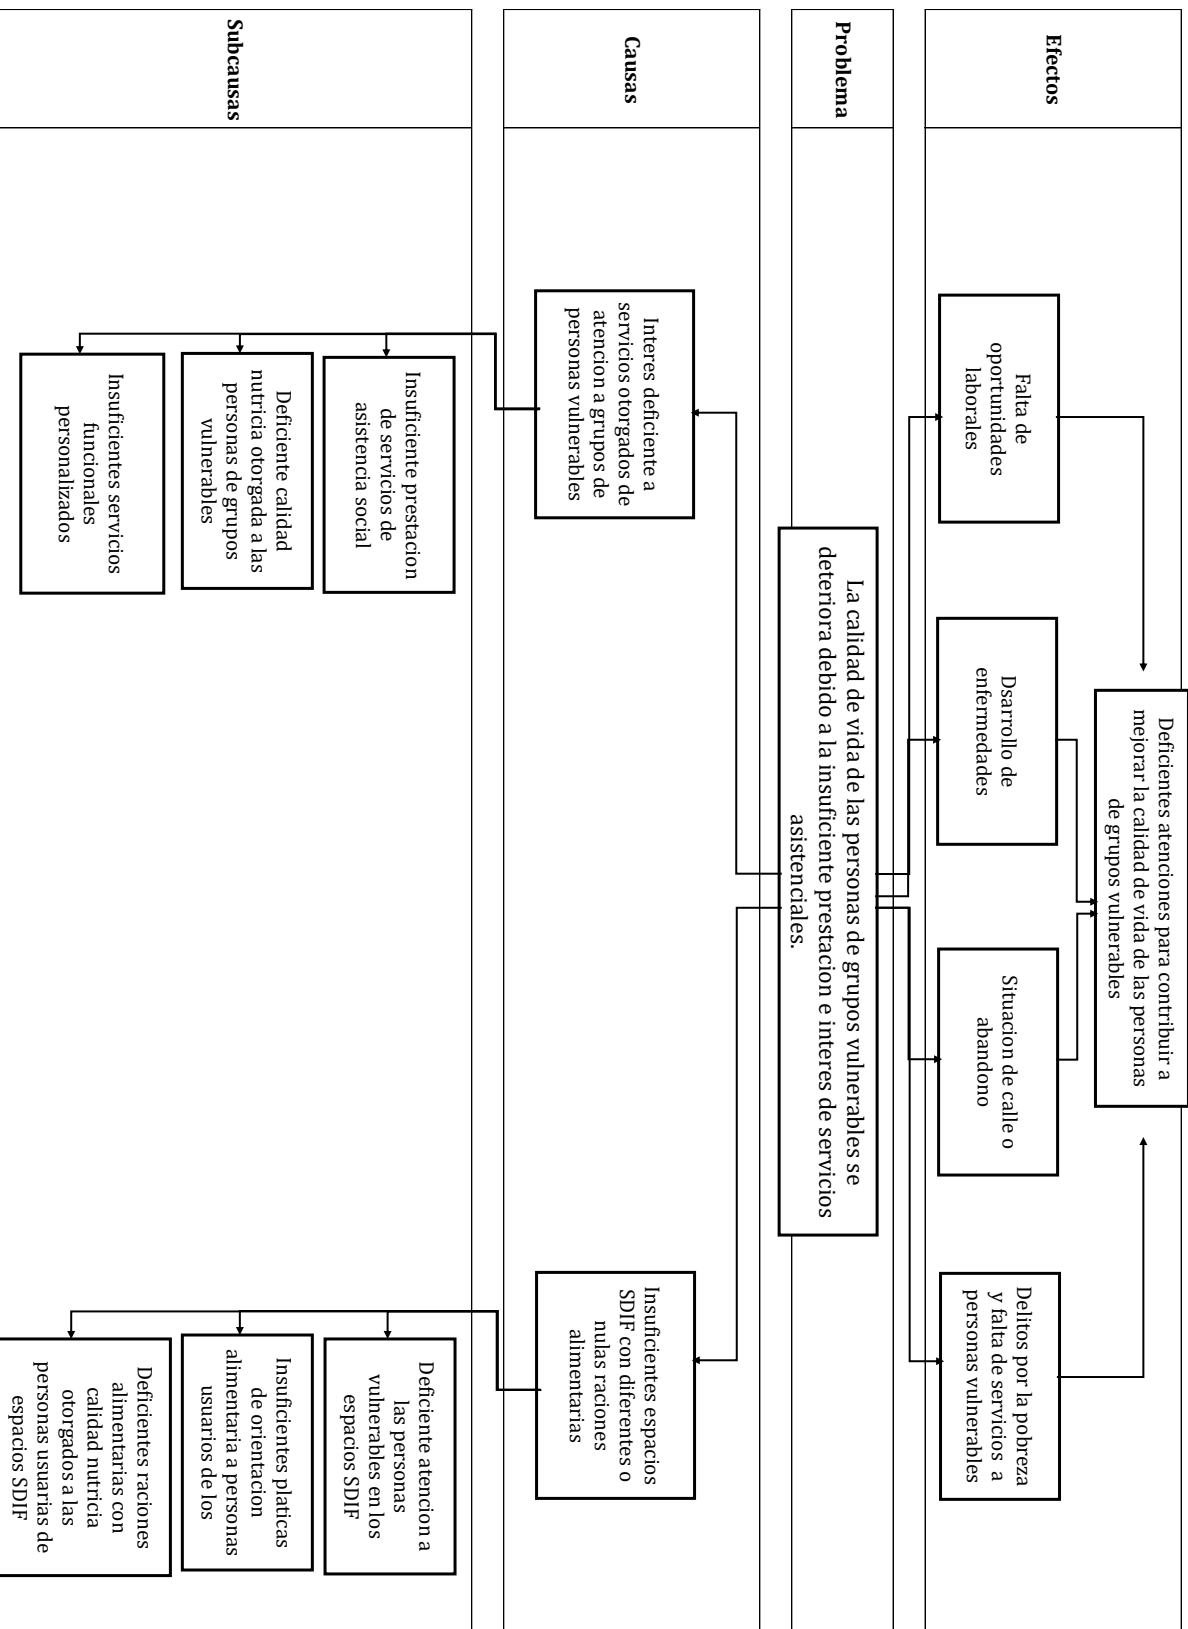 Efectos
Deficientes atenciones para contribuir a
mejorar la calidad de vida de las personas
de grupos vulnerables
Falta de
oportunidades
laborales
Dsarrollo de
enfermedades
Situacion de calle o
abandono
Delitos por la pobreza
y falta de servicios a
personas vulnerables
Problema
La calidad de vida de las personas de grupos vulnerables se
deteriora debido a la insuficiente prestacion e interes de servicios
asistenciales.
Causas
Interes deficiente a
servicios otorgados de
atencion a grupos de
personas vulnerables
Insuficientes espacios
SDIF con diferentes o
nulas raciones
alimentarias
Subcausas
Insuficiente prestacion
de servicios de
asistencia social
Deficiente calidad
nutricia otorgada a las
personas de grupos
vulnerables
Insuficientes servicios
funcionales
personalizados
Deficiente atencion a
las personas
vulnerables en los
espacios SDIF
Insuficientes platicas
de orientacion
alimentaria a personas
usuarios de los
Deficientes raciones
alimentarias con
calidad nutricia
otorgados a las
personas usuarias de
espacios SDIF